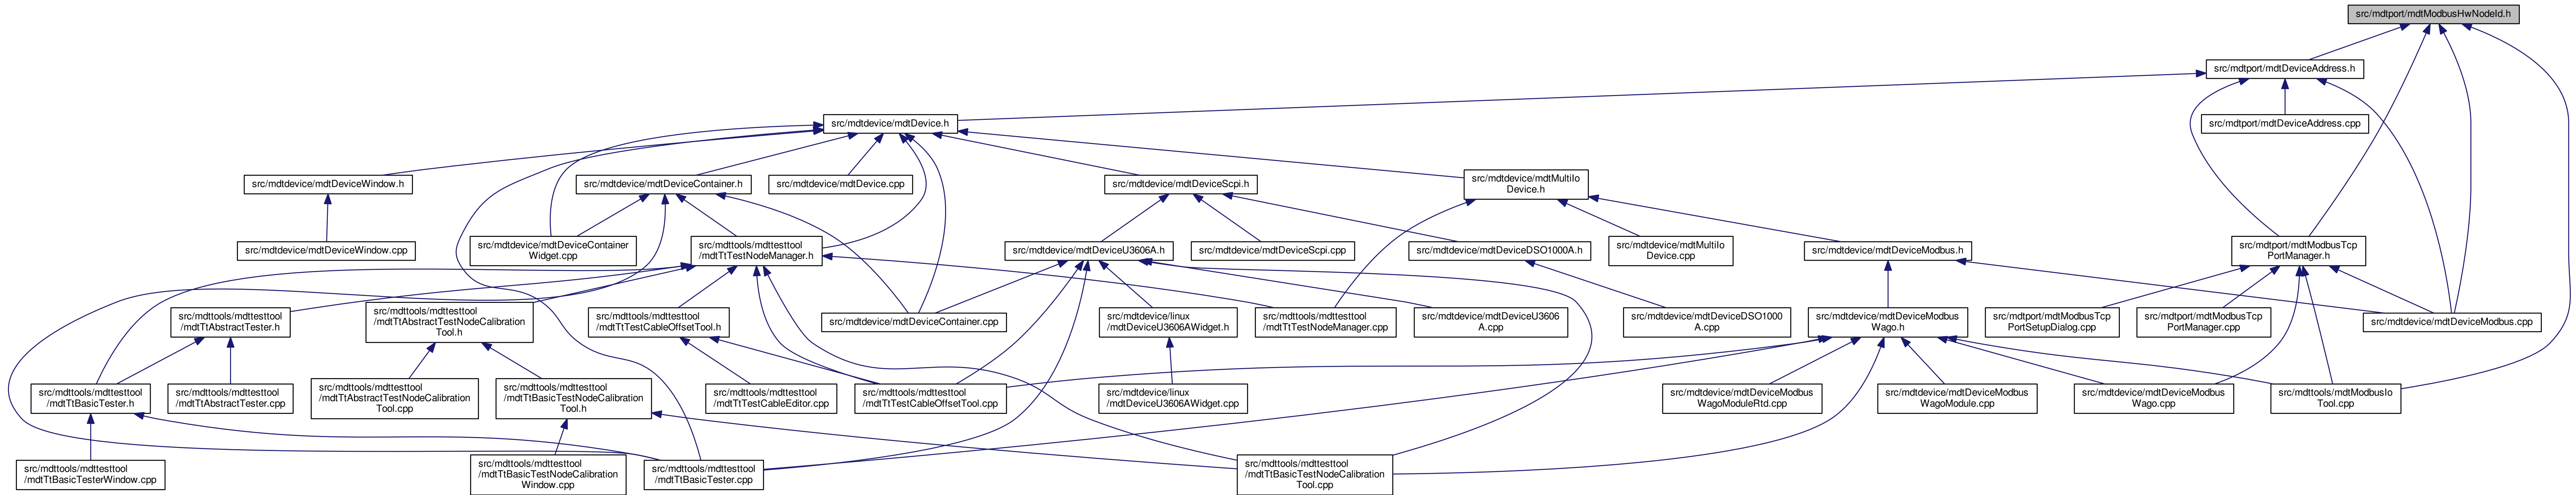 src/mdtport/mdtModbusHwNodeId.h
src/mdtport/mdtDeviceAddress.h
src/mdtdevice/mdtDevice.h
src/mdtport/mdtDeviceAddress.cpp
src/mdtdevice/mdtDeviceWindow.h
src/mdtdevice/mdtDeviceContainer.h
src/mdtdevice/mdtDevice.cpp
src/mdtdevice/mdtDeviceScpi.h
src/mdtdevice/mdtMultiIo
Device.h
src/mdtdevice/mdtDeviceWindow.cpp
src/mdtdevice/mdtDeviceContainer
Widget.cpp
src/mdttools/mdttesttool
/mdtTtTestNodeManager.h
src/mdtdevice/mdtDeviceU3606A.h
src/mdtdevice/mdtDeviceScpi.cpp
src/mdtdevice/mdtDeviceDSO1000A.h
src/mdtdevice/mdtMultiIo
Device.cpp
src/mdtdevice/mdtDeviceModbus.h
src/mdtport/mdtModbusTcp
PortManager.h
src/mdttools/mdttesttool
/mdtTtAbstractTester.h
src/mdttools/mdttesttool
/mdtTtAbstractTestNodeCalibration
Tool.h
src/mdttools/mdttesttool
/mdtTtTestCableOffsetTool.h
src/mdtdevice/mdtDeviceContainer.cpp
src/mdtdevice/linux
/mdtDeviceU3606AWidget.h
src/mdttools/mdttesttool
/mdtTtTestNodeManager.cpp
src/mdtdevice/mdtDeviceU3606
A.cpp
src/mdtdevice/mdtDeviceDSO1000
A.cpp
src/mdtdevice/mdtDeviceModbus
Wago.h
src/mdtport/mdtModbusTcp
PortSetupDialog.cpp
src/mdtport/mdtModbusTcp
PortManager.cpp
src/mdtdevice/mdtDeviceModbus.cpp
src/mdttools/mdttesttool
/mdtTtBasicTester.h
src/mdttools/mdttesttool
/mdtTtAbstractTester.cpp
src/mdttools/mdttesttool
/mdtTtAbstractTestNodeCalibration
Tool.cpp
src/mdttools/mdttesttool
/mdtTtBasicTestNodeCalibration
Tool.h
src/mdttools/mdttesttool
/mdtTtTestCableEditor.cpp
src/mdttools/mdttesttool
/mdtTtTestCableOffsetTool.cpp
src/mdtdevice/linux
/mdtDeviceU3606AWidget.cpp
src/mdtdevice/mdtDeviceModbus
WagoModuleRtd.cpp
src/mdtdevice/mdtDeviceModbus
WagoModule.cpp
src/mdtdevice/mdtDeviceModbus
Wago.cpp
src/mdttools/mdtModbusIo
Tool.cpp
src/mdttools/mdttesttool
/mdtTtBasicTesterWindow.cpp
src/mdttools/mdttesttool
/mdtTtBasicTestNodeCalibration
Window.cpp
src/mdttools/mdttesttool
/mdtTtBasicTester.cpp
src/mdttools/mdttesttool
/mdtTtBasicTestNodeCalibration
Tool.cpp